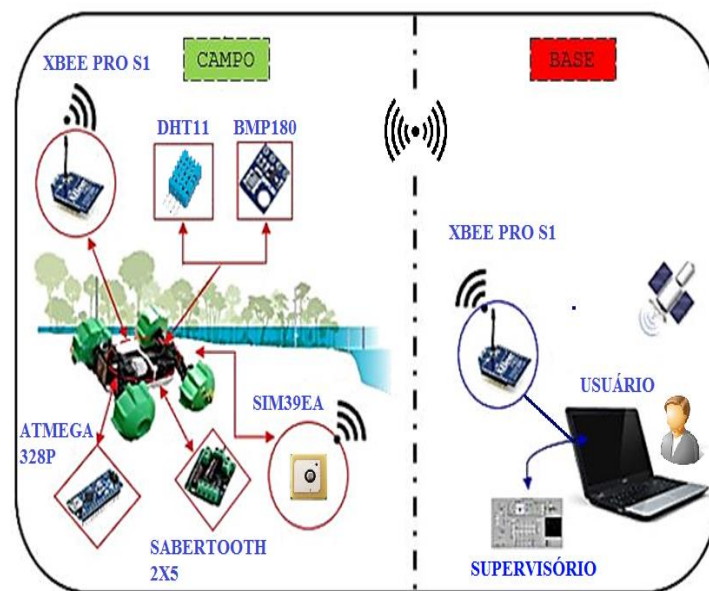 CAMPO
BASE
XBEE PRO S1
DHT11
BMP180
XBEE PRO S1
USUÁRIO
SIM39EA
ATMEGA
328P
SABERTOOTH
2X5
SUPERVISÓRIO